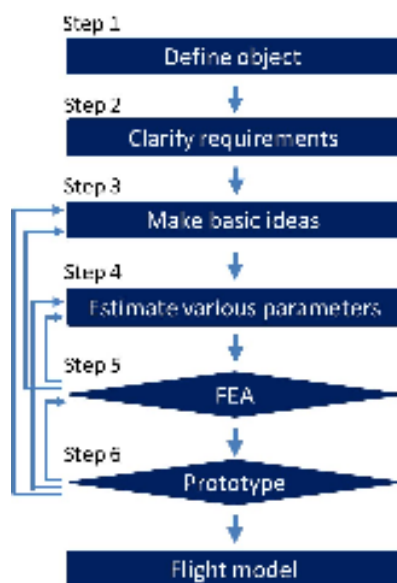 Step 1
Define object
Step 2
Clarify requirements
Step 3
Make basic ideas
Step 4
Estimate various parameters
Step 5
FEA
Step 6
Prototype
Flight model